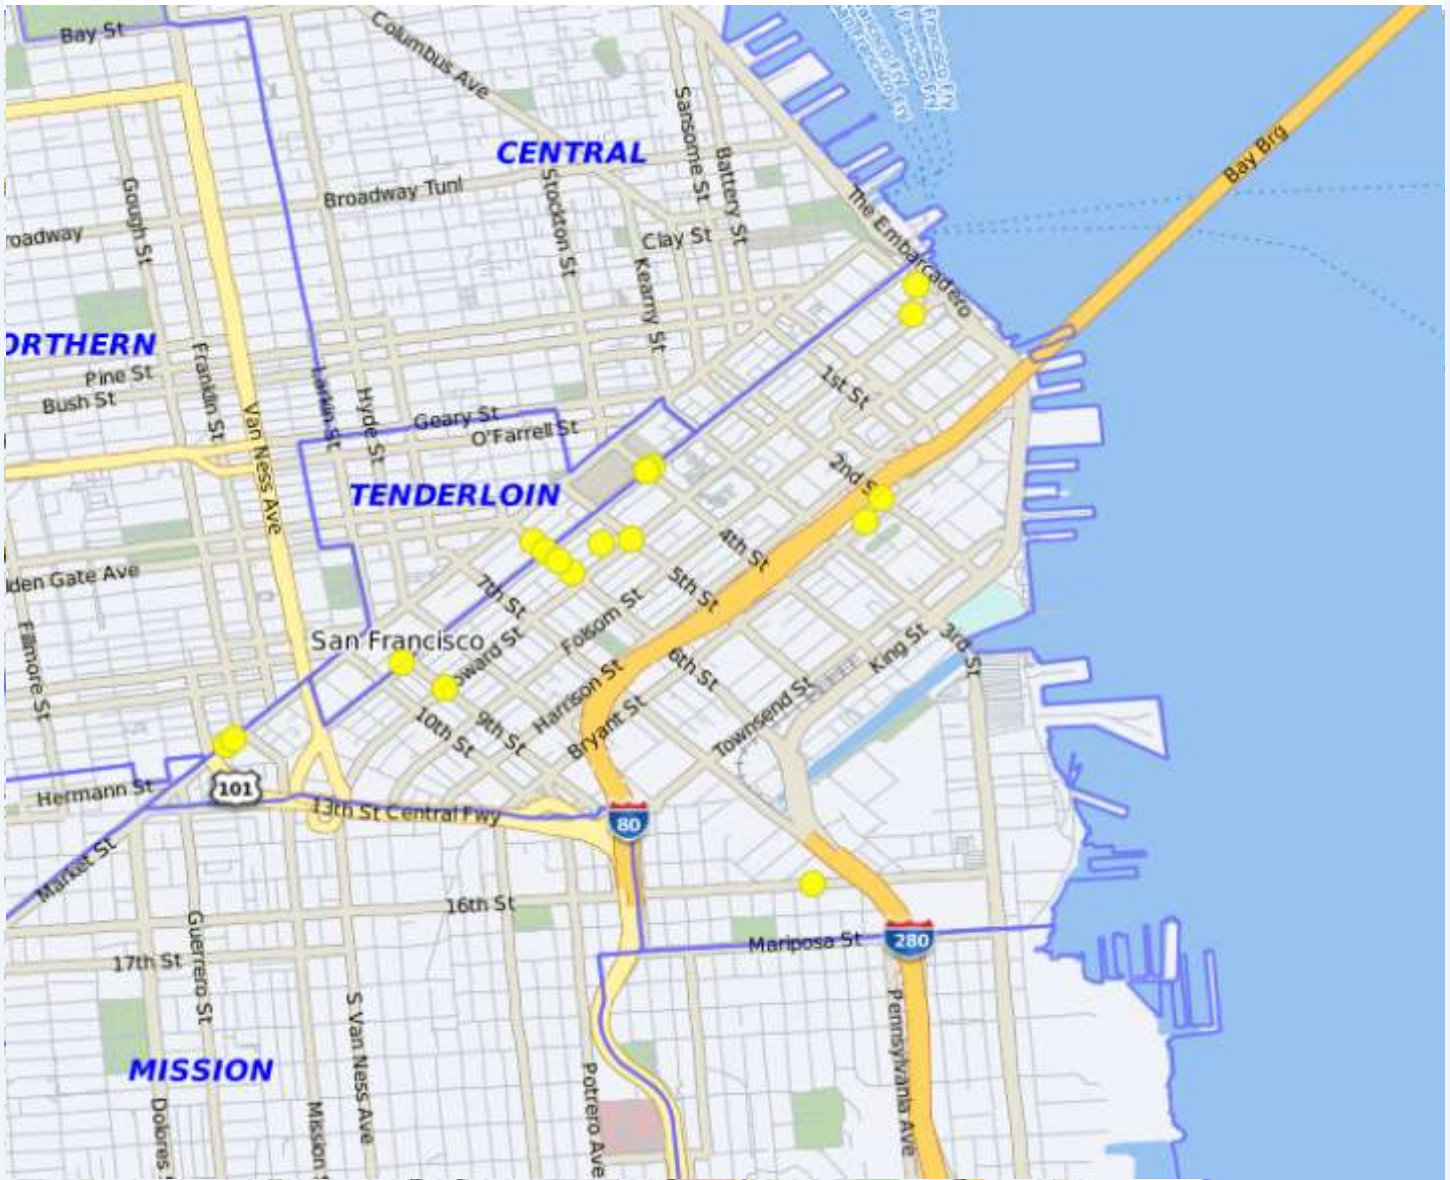 Bay St
Columbus Ave
Sansome St
Battery St
CENTRAL
Bay Brg
Gough St
Broadway Tunl
Stockton St
The Embarcadero
roadway
Clay St
Kearny St
ORTHERN
Pine St
Bush St
Franklin St
Larkin St
Hyde St
Van Ness Ave
Geary St
O'Farrell St
1st St
TENDERLOIN
2nd S
4th St
lden Gate Ave
7th St
5th St
Folsom St
Fillmore St
San Francisco
oward St
6th St
King St
3rd St
Harrison St
10th St
9th St
Bryant St
Townsend St
Hermann St
101
13th St Central Fwy
80
Market St
16th St
Guerrero St
Mariposa St
280
17th St
S Van Ness Ave
Pennsylvania Ave
MISSION
Potrero Ave
Dolores
Mission S